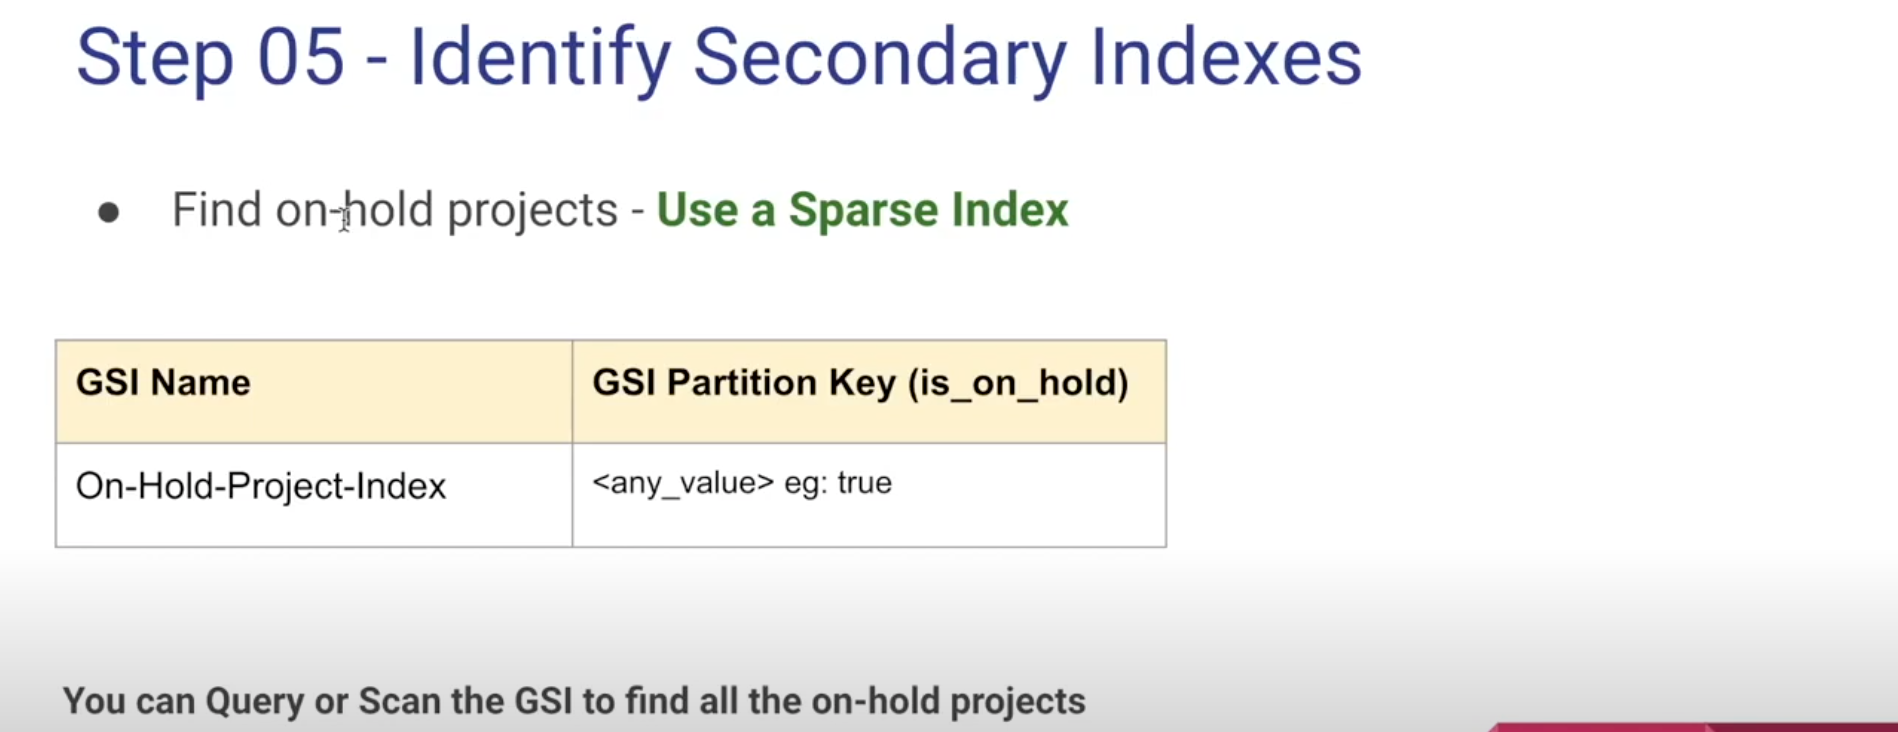 Step 05 - Identify Secondary Indexes
● Find on-hold projects - Use a Sparse Index
GSI Name
GSI Partition Key (is_on_hold)
On-Hold-Project-Index
<any_value> eg: true
You can Query or Scan the GSI to find all the on-hold projects